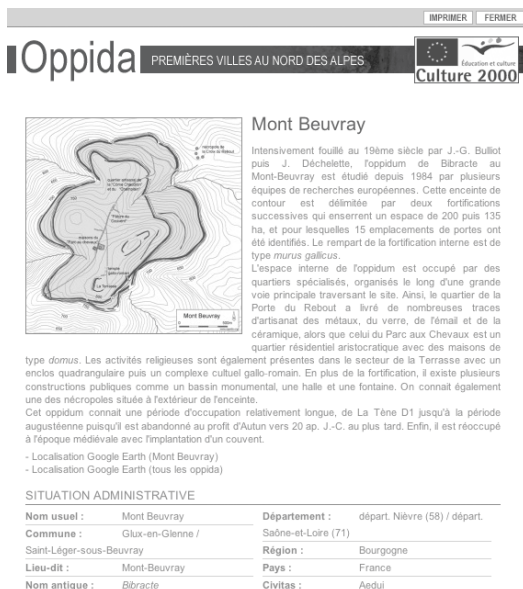 IMPRIMER FERMER
Oppida PREMIÈRES VILLES AU NORD DES ALPES
Éducation et culture
Culture 2000
Mont Beuvray
Intensivement fouillé au 19ème siècle par J.-G. Bulliot
puis J. Déchelette, l'oppidum de Bibracte au
Mont-Beuvray est étudié depuis 1984 par plusieurs
équipes de recherches européennes. Cette enceinte de
contour est délimitée par deux fortifications
successives qui enserrent un espace de 200 puis 135
ha, et pour lesquelles 15 emplacements de portes ont
été identifiés. Le rempart de la fortification interne est de
type murus gallicus.
L'espace interne de l'oppidum est occupé par des
quartiers spécialisés, organisés le long d'une grande
voie principale traversant le site. Ainsi, le quartier de la
Porte du Rebout a livré de nombreuses traces
d'artisanat des métaux, du verre, de l'émail et de la
céramique, alors que celui du Parc aux Chevaux est un
quartier résidentiel aristocratique avec des maisons de
type domus. Les activités religieuses sont également présentes dans le secteur de la Terrasse avec un
enclos quadrangulaire puis un complexe cultuel gallo-romain. En plus de la fortification, il existe plusieurs
constructions publiques comme un bassin monumental, une halle et une fontaine. On connait également
une des nécropoles située à l'extérieur de l'enceinte.
Cet oppidum connait une période d'occupation relativement longue, de La Tène D1 jusqu'à la période
augustéenne puisqu'il est abandonné au profit d'Autun vers 20 ap. J.-C. au plus tard. Enfin, il est réoccupé
à l'époque médiévale avec l'implantation d'un couvent.
- Localisation Google Earth (Mont Beuvray)
- Localisation Google Earth (tous les oppida)
Mont Beuvray
SITUATION ADMINISTRATIVE
Nom usuel : Mont Beuvray Département : départ. Nièvre (58) / départ.
Commune : Glux-en-Glenne / Saône-et-Loire (71)
Saint-Léger-sous-Beuvray Région : Bourgogne
Lieu-dit : Mont-Beuvray Pays : France
Nom antique : Bibracte Civitas : Aedui